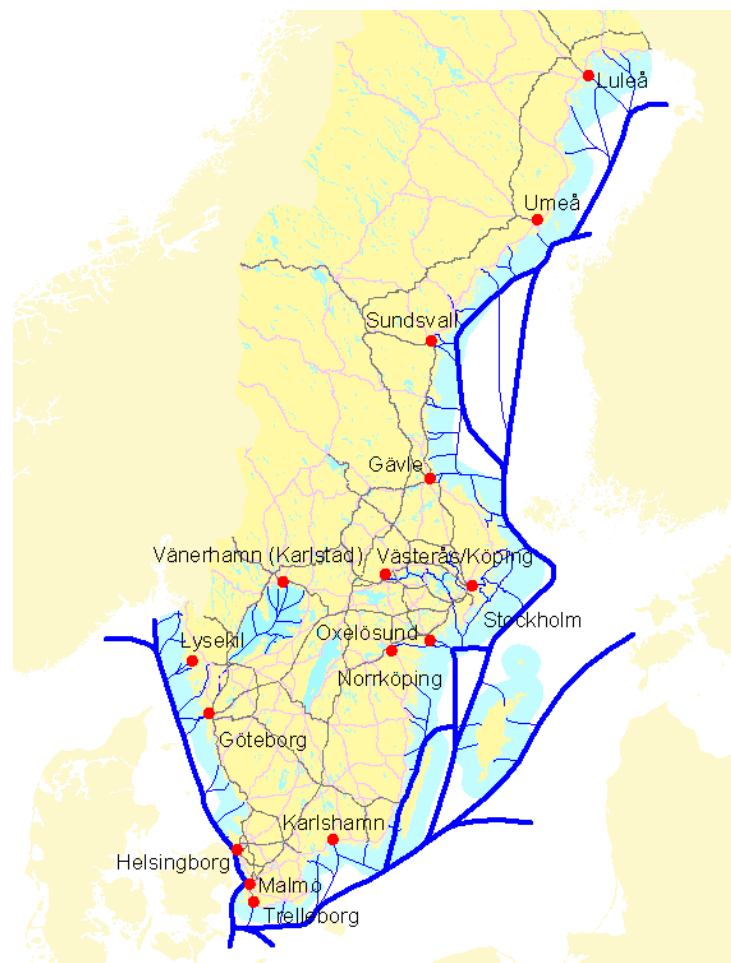 Luleå
Umeå
Sundsvall
Gävle
Vänerhamn (Karlstad)
Västerås/Köping
Stockholm
Lysekil
Oxelösund
Norrköping
Göteborg
Karlshamn
Helsingborg
Malmö
Trelleborg